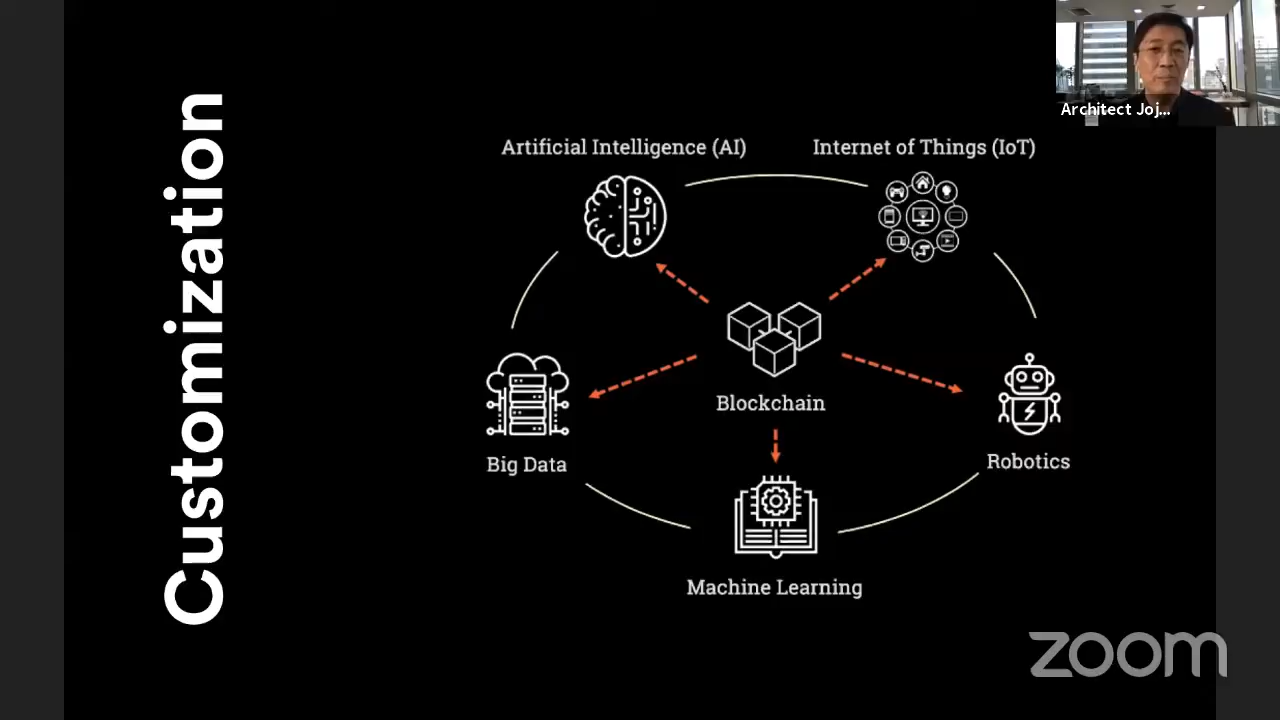 Customization
Architect Joj...
Artificial Intelligence (AI)
Internet of Things (IoT)
Blockchain
Big Data
Robotics
Machine Learning
zoom